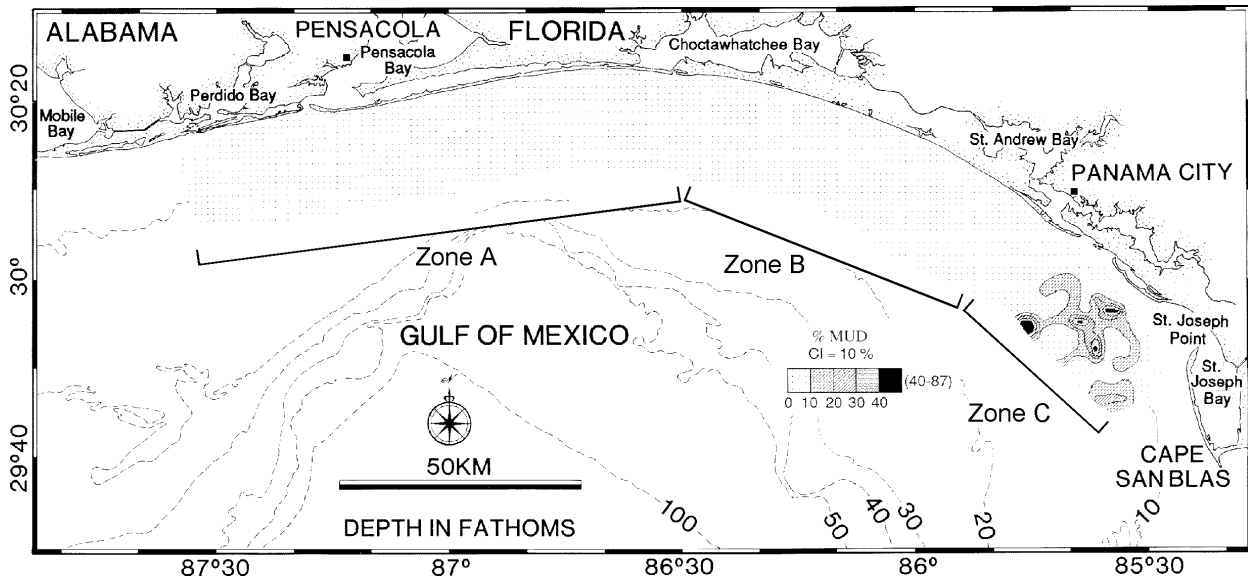 ALABAMA
PENSACOLA
FLORIDA
Pensacola
Bay
Choctawhatchee Bay
Perdido Bay
Mobile
Bay
St. Andrew Bay
PANAMA CITY
30°20
30°
29°40
Zone A
Zone B
Zone C
GULF OF MEXICO
% MUD
CI = 10 %
(40-87)
0 10 20 30 40
St. Joseph
Point
St.
Joseph
Bay
CAPE
SAN BLAS
50KM
DEPTH IN FATHOMS
100
50
40
30
20
10
87°30
87°
86°30
86°
85°30